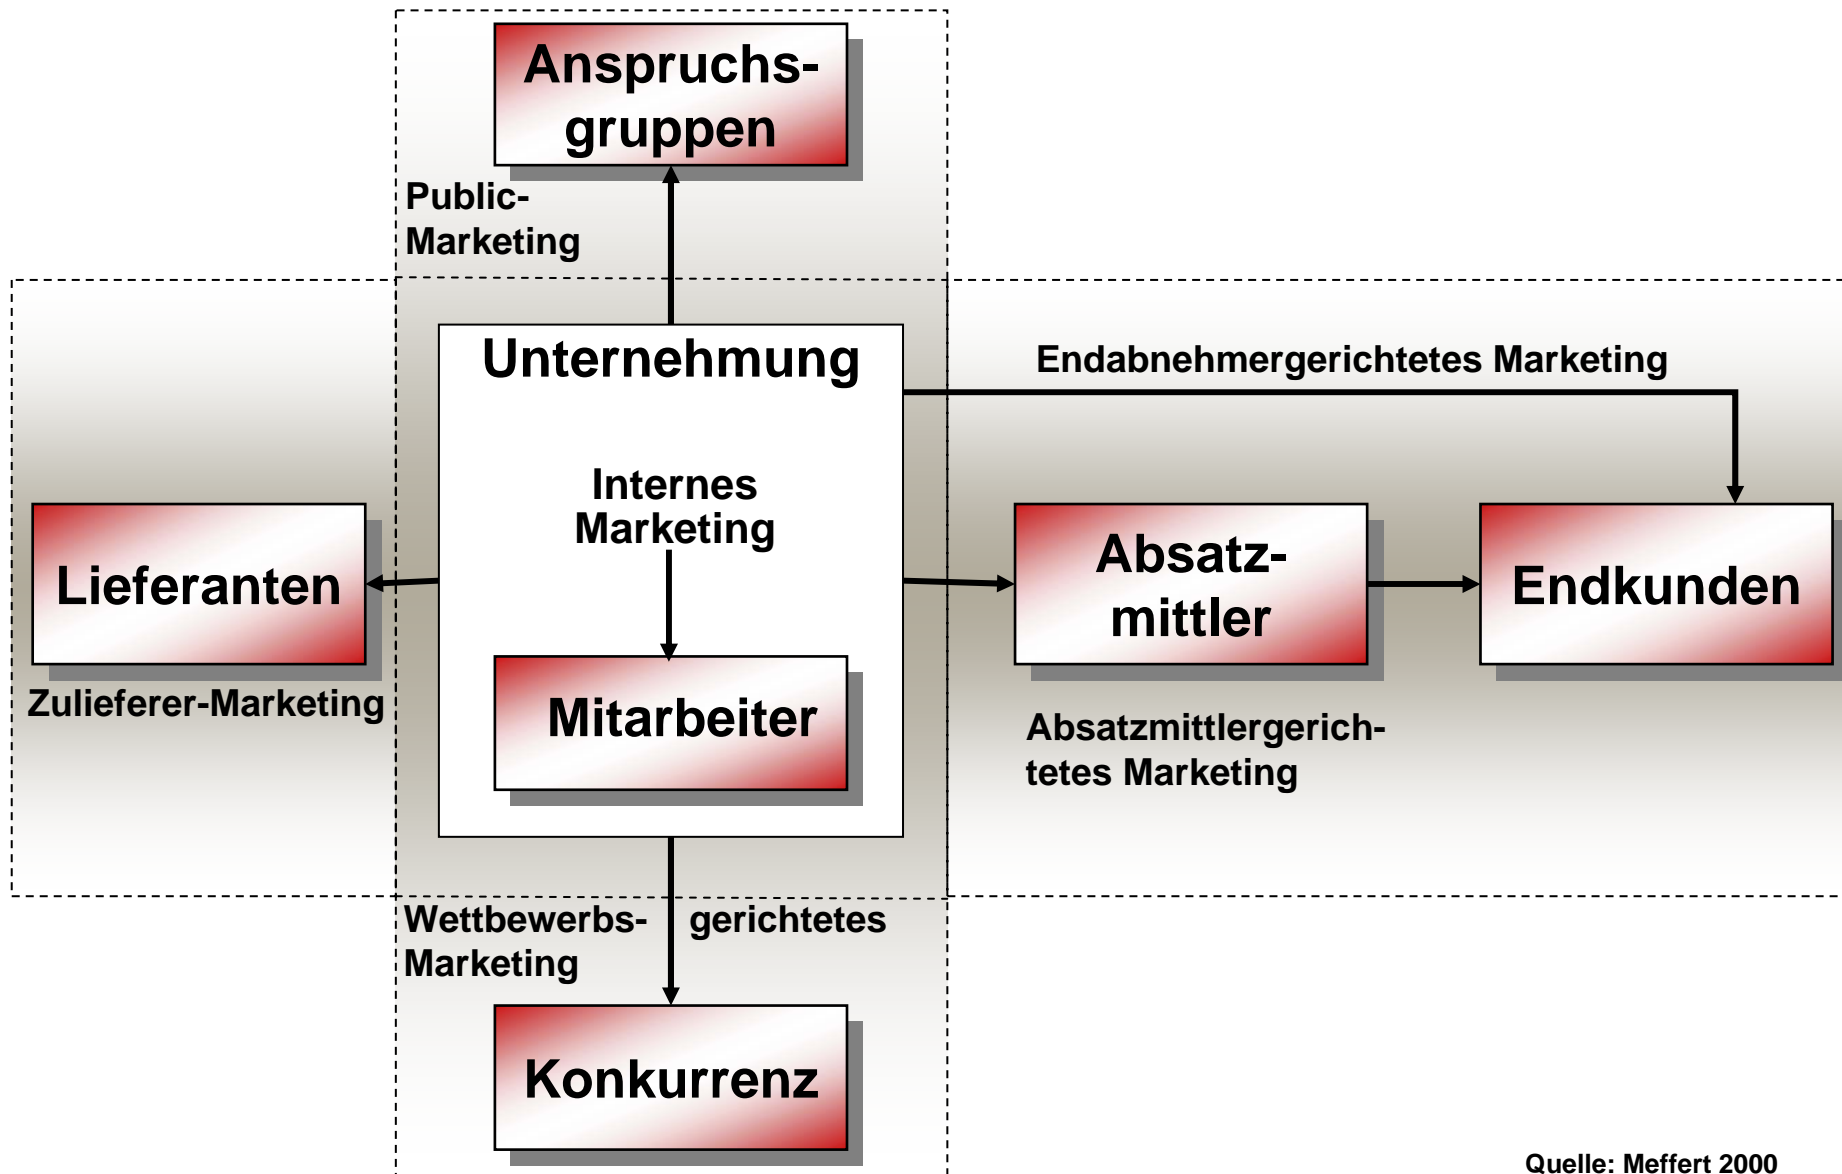 Anspruchs-
gruppen
Public-
Marketing
Unternehmung
Endabnehmergerichtetes Marketing
Internes
Marketing
Lieferanten
Absatz-
mittler
Endkunden
Zulieferer-Marketing
Mitarbeiter
Absatzmittlergerich-
tetes Marketing
Wettbewerbs- gerichtetes
Marketing
Konkurrenz
Quelle: Meffert 2000